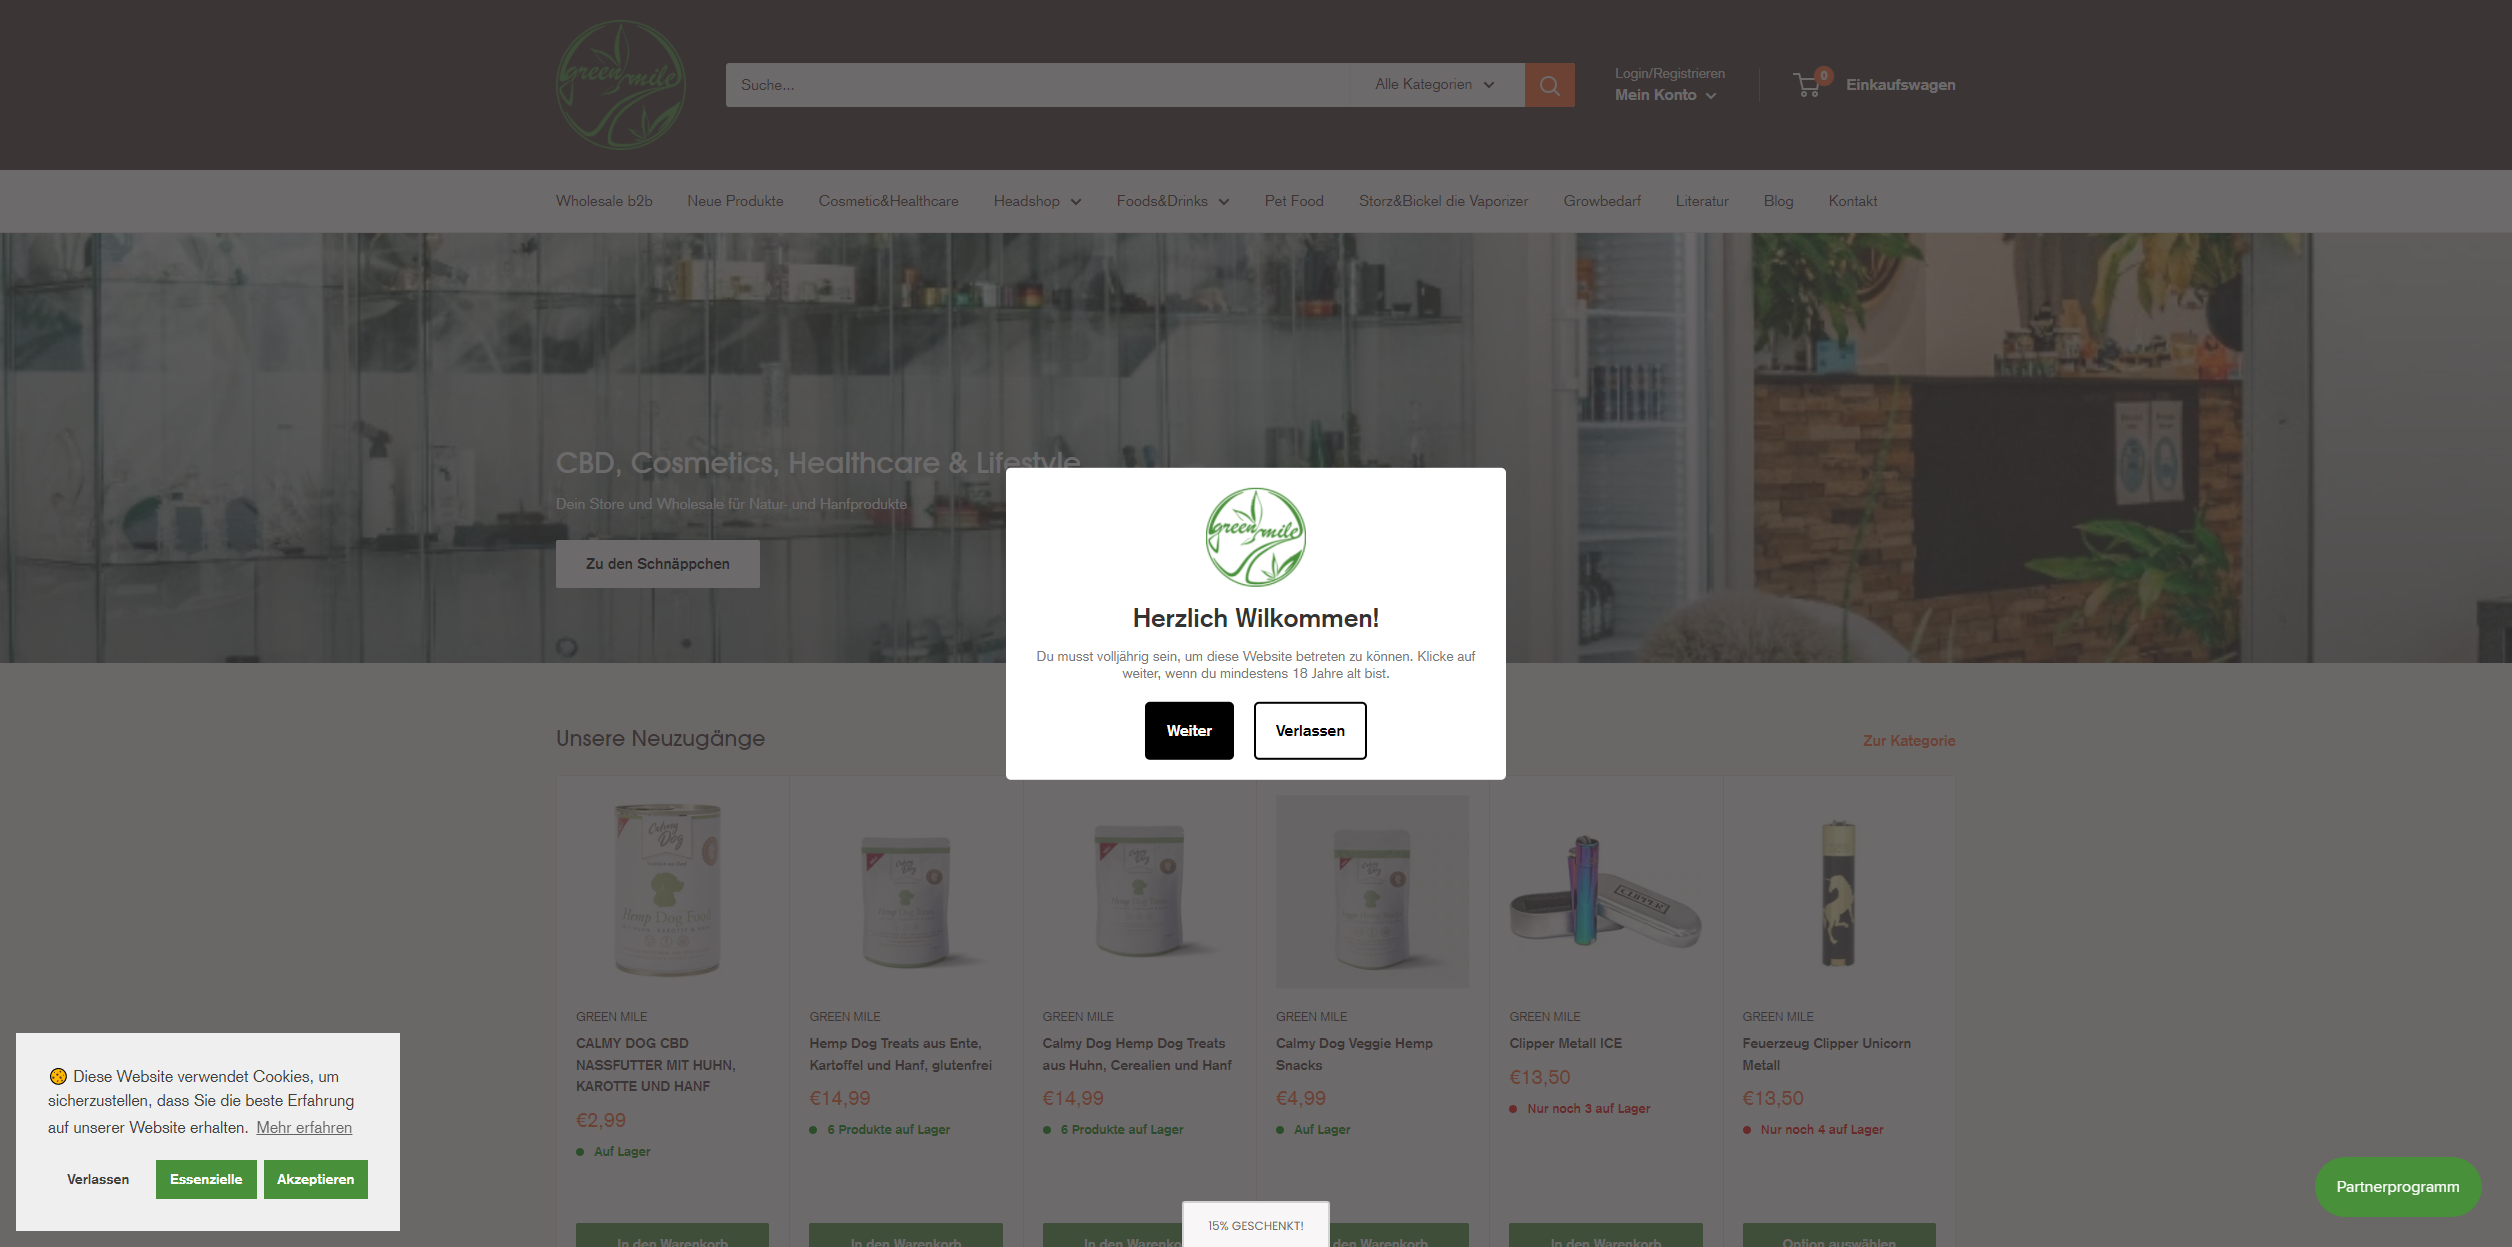 green mile
Suche...
Alle Kategorien
Login/Registrieren
Mein Konto
0
Einkaufswagen
Wholesale b2b
Neue Produkte
Cosmetic&Healthcare
Headshop
Foods&Drinks
Pet Food
Storz&Bickel die Vaporizer
Growbedarf
Literatur
Blog
Kontakt
CBD, Cosmetics, Healthcare & Lifestyle
Dein Store und Wholesale für Natur- und Hanfprodukte
Zu den Schnäppchen
green mile
Herzlich Wilkommen!
Du musst volljährig sein, um diese Website betreten zu können. Klicke auf
weiter, wenn du mindestens 18 Jahre alt bist.
Weiter
Verlassen
Unsere Neuzugänge
Zur Kategorie
Calmy
Dog
Hemp Dog Food
CLIPPER
GREEN MILE
CALMY DOG CBD
NASSFUTTER MIT HUHN,
KAROTTE UND HANF
€2,99
Auf Lager
In den Warenkorb
GREEN MILE
Hemp Dog Treats aus Ente,
Kartoffel und Hanf, glutenfrei
€14,99
6 Produkte auf Lager
In den Warenkorb
GREEN MILE
Calmy Dog Hemp Dog Treats
aus Huhn, Cerealien und Hanf
€14,99
6 Produkte auf Lager
In den Warenko
GREEN MILE
Calmy Dog Veggie Hemp
Snacks
€4,99
Auf Lager
den Warenkorb
GREEN MILE
Clipper Metall ICE
€13,50
Nur noch 3 auf Lager
In den Warenkorb
GREEN MILE
Feuerzeug Clipper Unicorn
Metall
€13,50
Nur noch 4 auf Lager
Option auswählen
Diese Website verwendet Cookies, um
sicherzustellen, dass Sie die beste Erfahrung
auf unserer Website erhalten. Mehr erfahren
Verlassen
Essenzielle
Akzeptieren
15% GESCHENKT!
Partnerprogramm